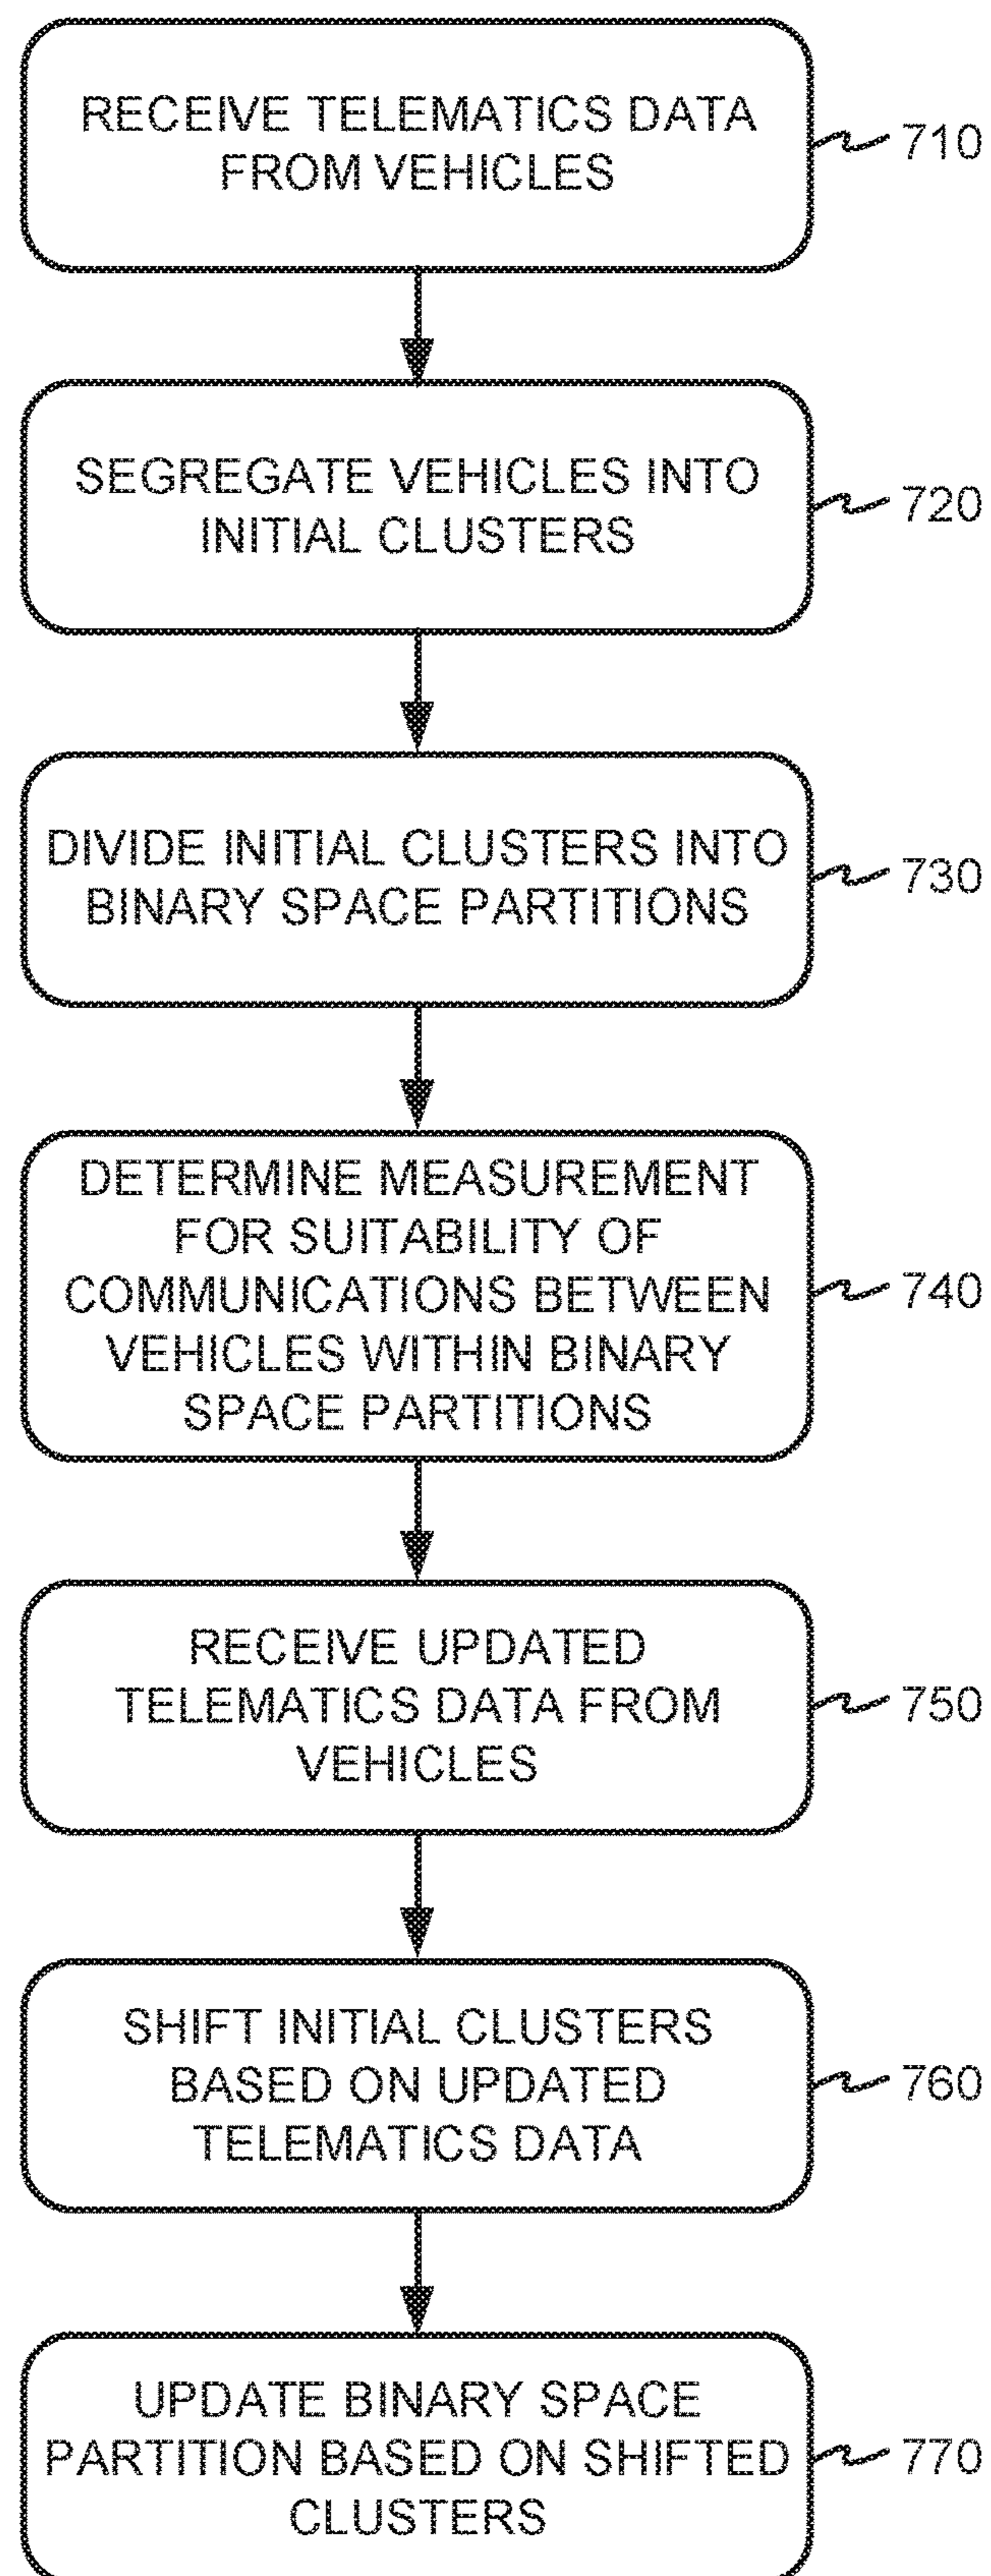 RECEIVE TELEMATICS DATA
FROM VEHICLES
710
SEGREGATE VEHICLES INTO
INITIAL CLUSTERS
720
DIVIDE INITIAL CLUSTERS INTO
BINARY SPACE PARTITIONS
730
DETERMINE MEASUREMENT
FOR SUITABILITY OF
COMMUNICATIONS BETWEEN
VEHICLES WITHIN BINARY
SPACE PARTITIONS
740
RECEIVE UPDATED
TELEMATICS DATA FROM
VEHICLES
750
SHIFT INITIAL CLUSTERS
BASED ON UPDATED
TELEMATICS DATA
760
UPDATE BINARY SPACE
PARTITION BASED ON SHIFTED
CLUSTERS
770